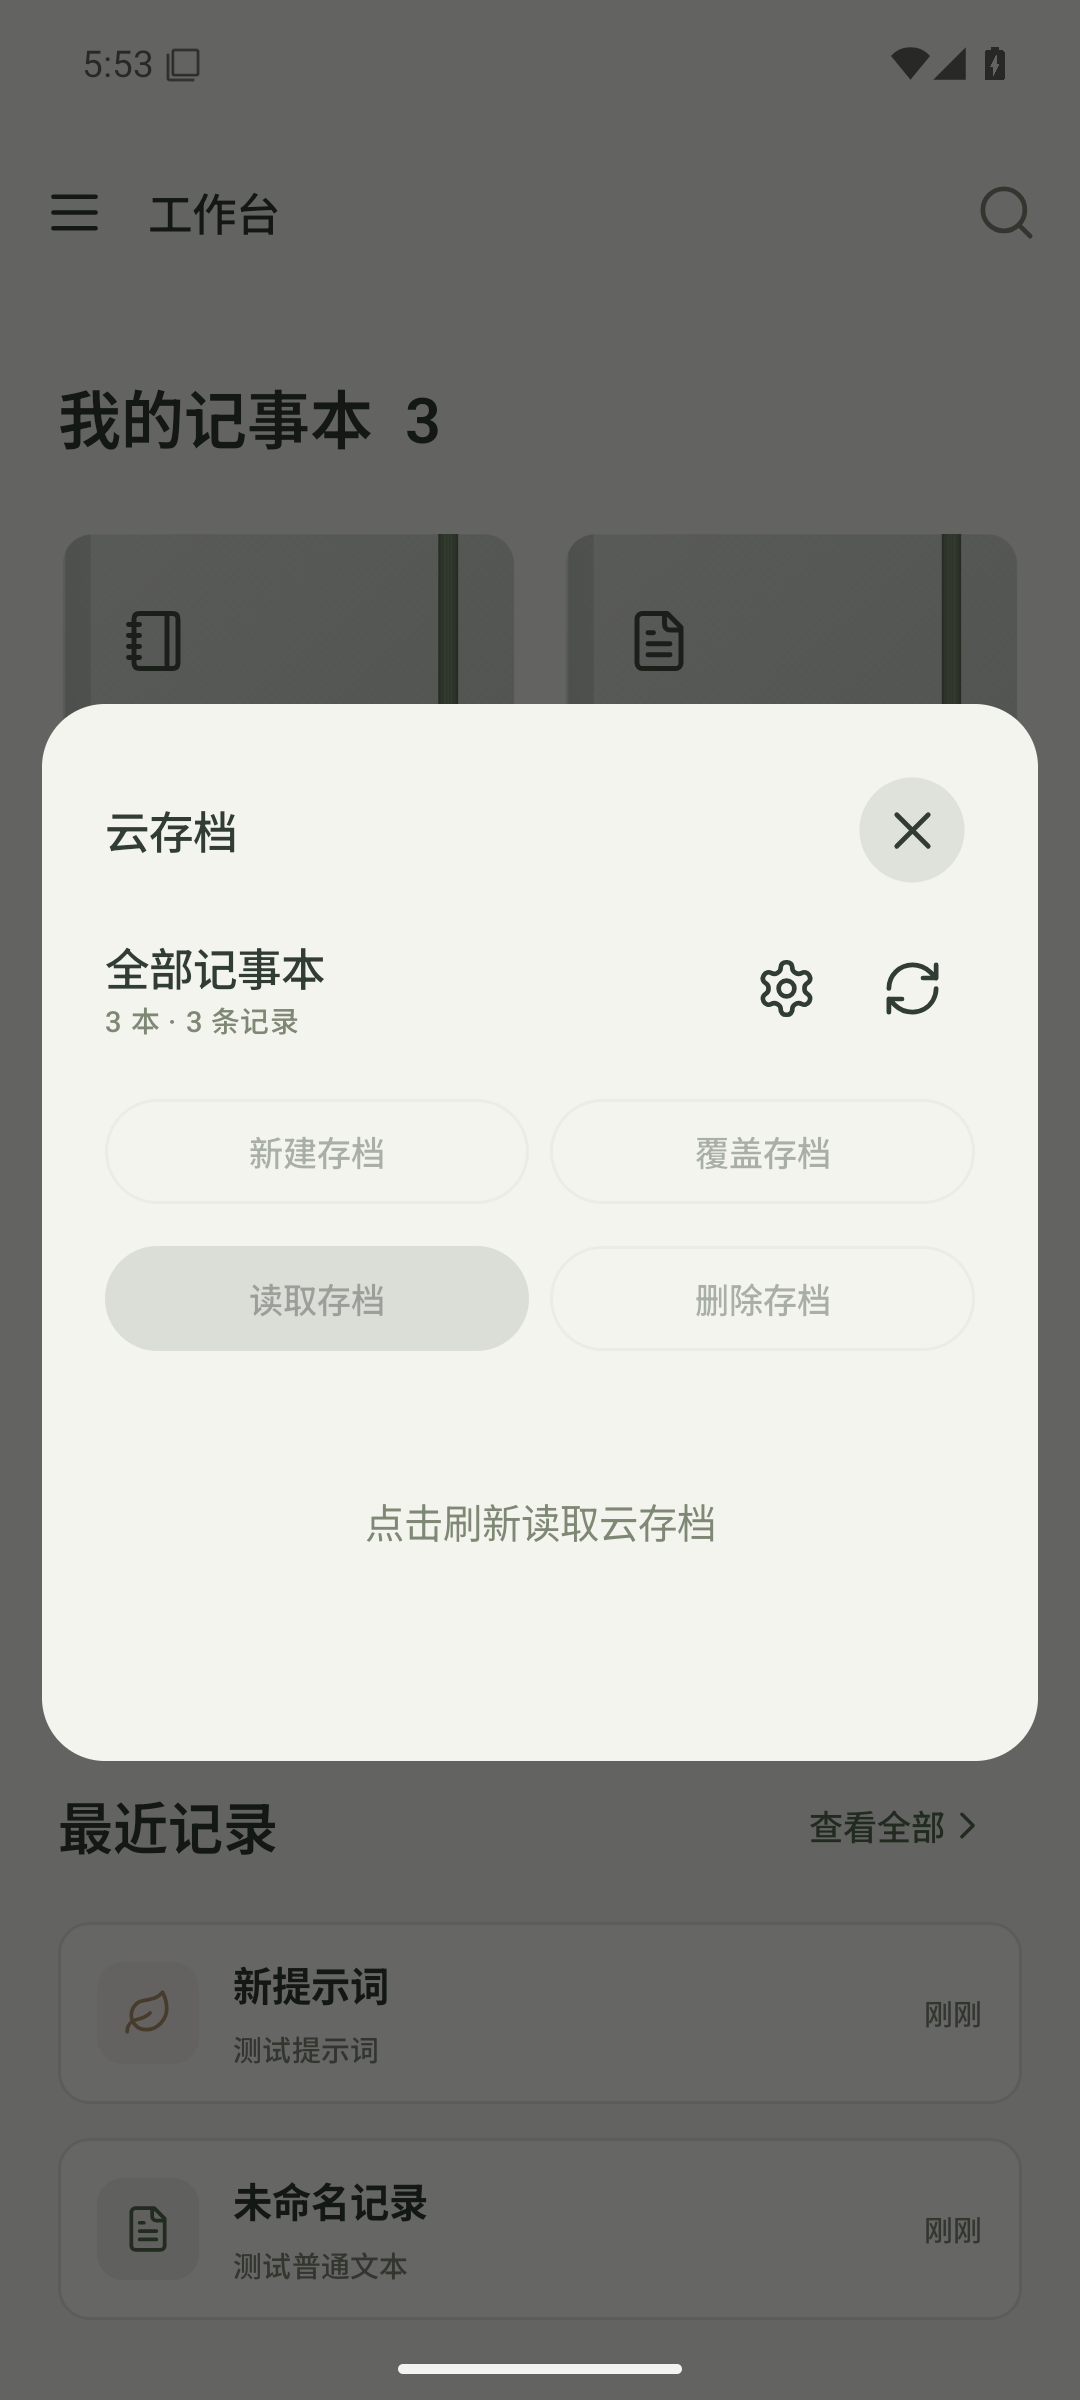 5:53
工作台
我的记事本 3
云存档
全部记事本
3 本 · 3 条记录
新建存档
覆盖存档
读取存档
删除存档
点击刷新读取云存档
最近记录
查看全部
新提示词
测试提示词
刚刚
未命名记录
测试普通文本
刚刚